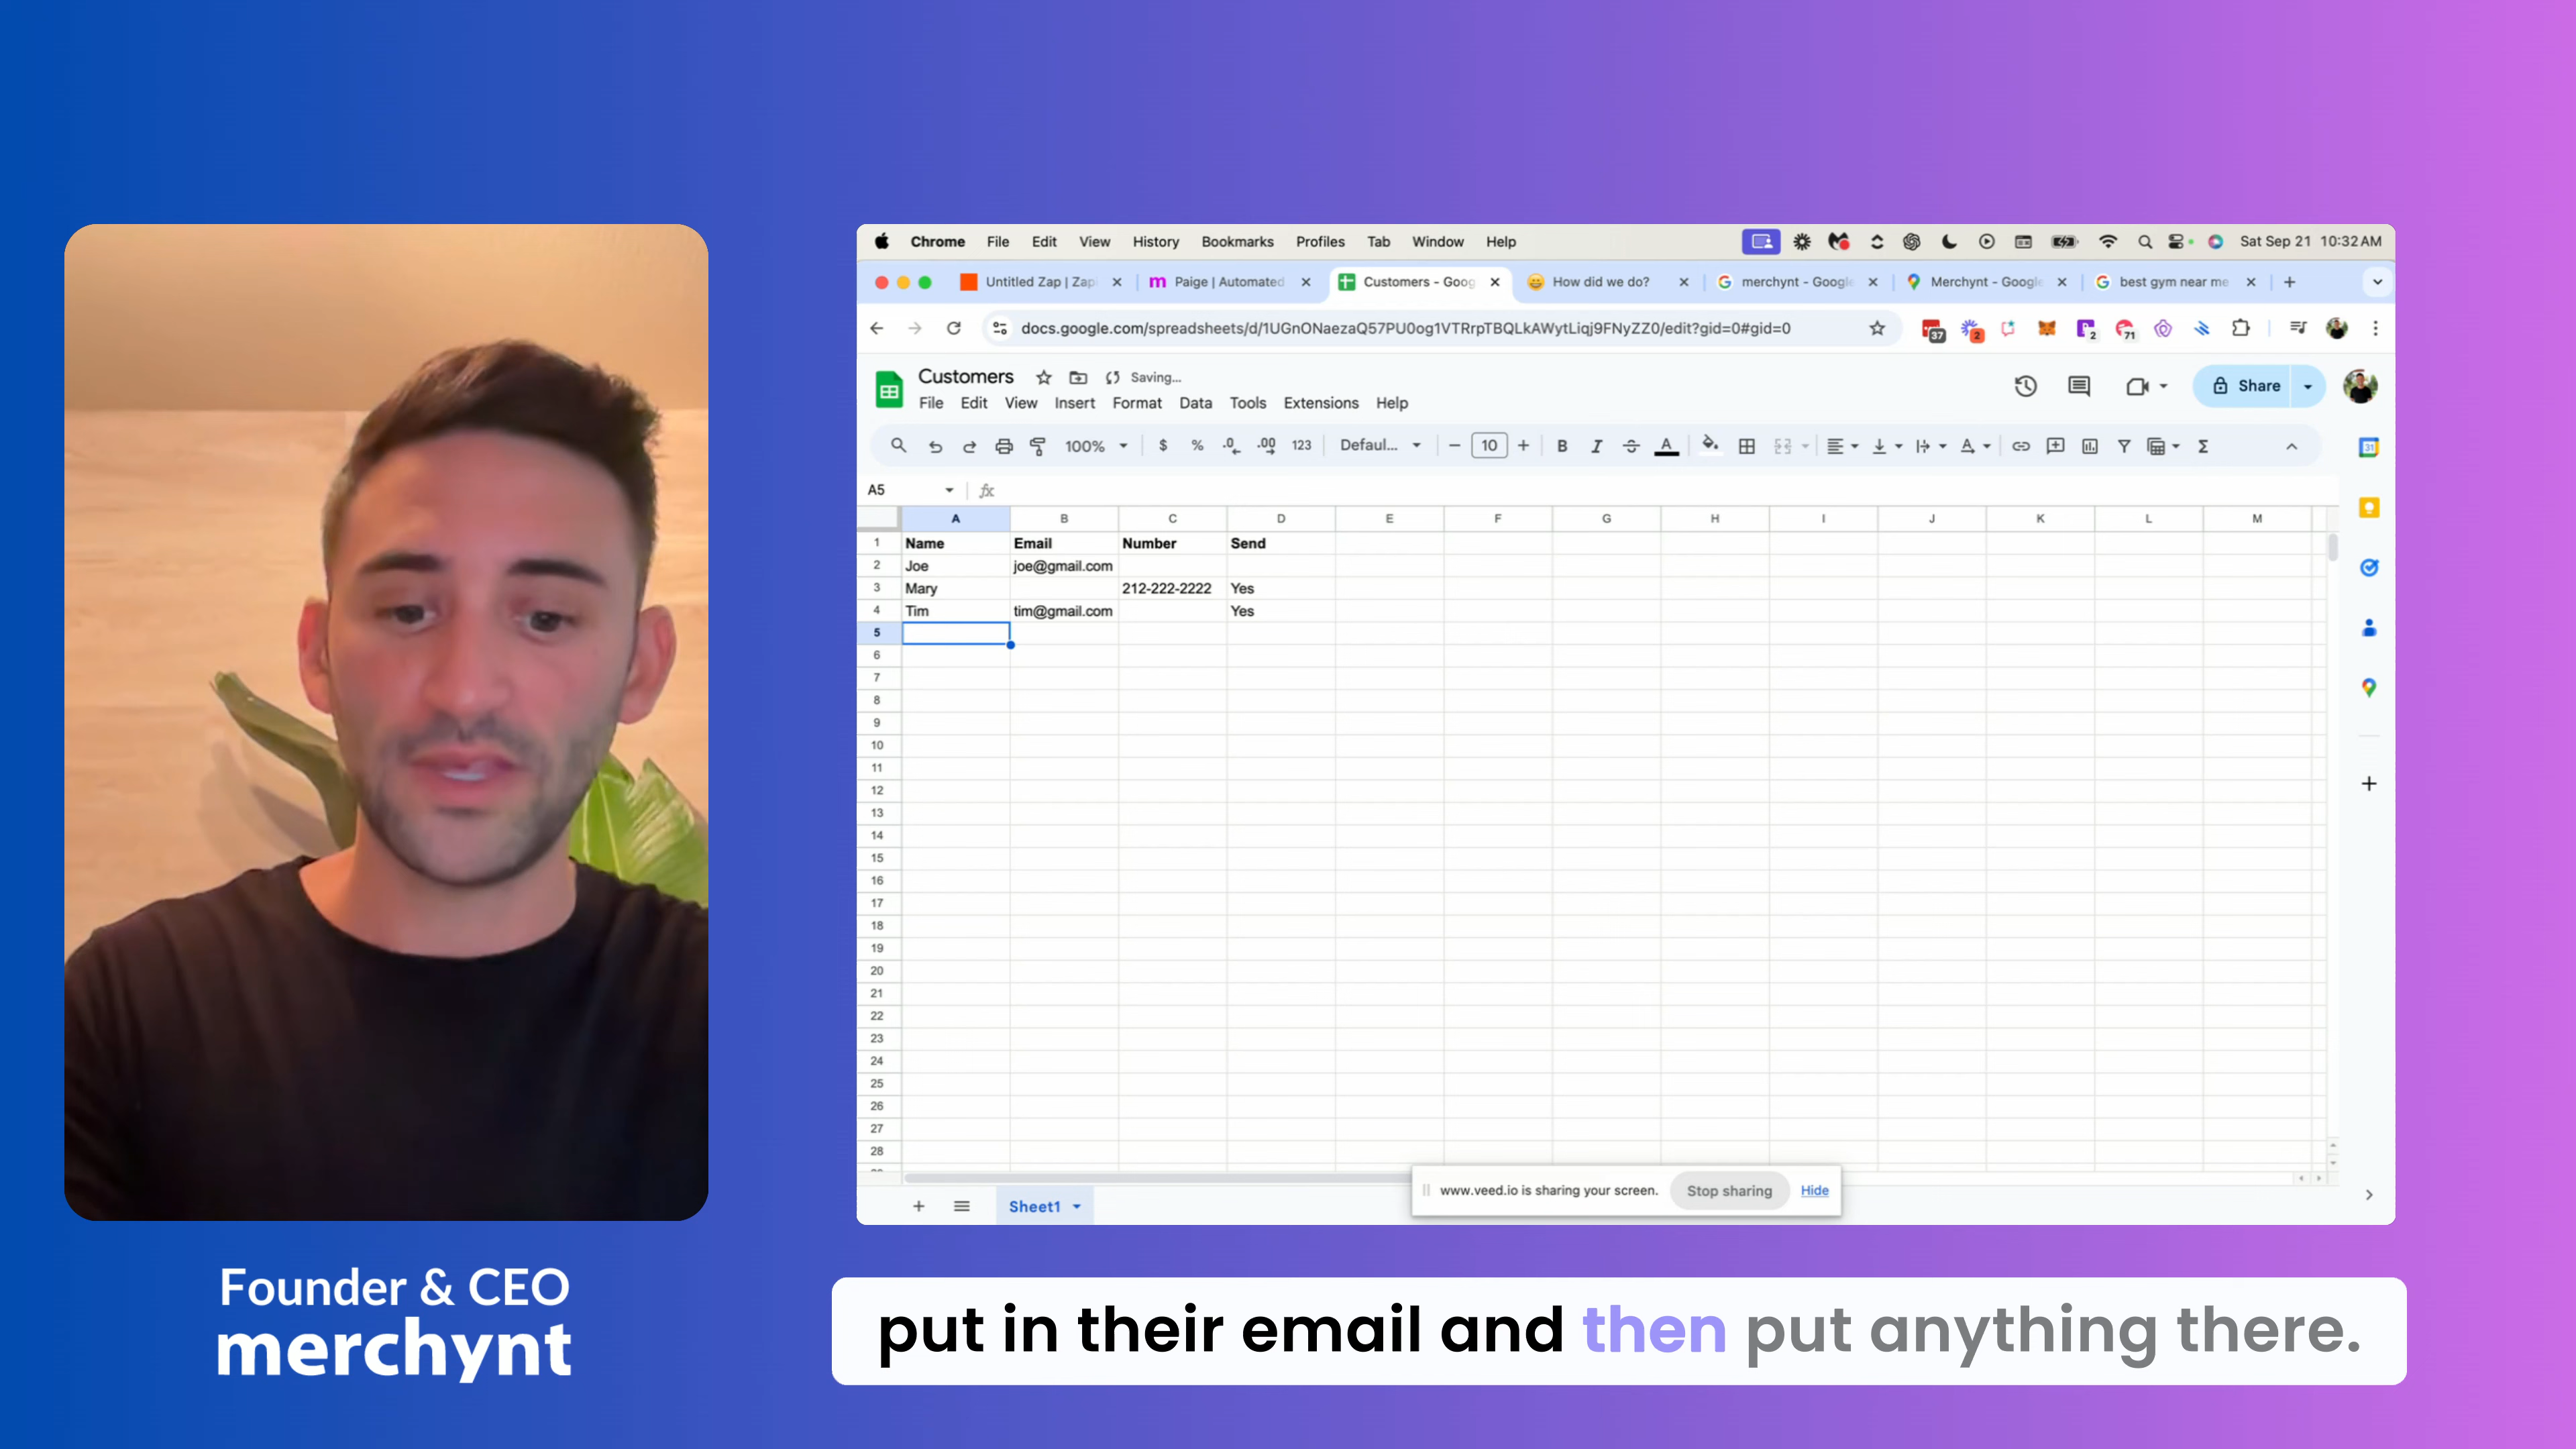 Chrome File Edit View History Bookmarks Profiles Tab Window Help Sat Sep 21 10:32 AM
Untitled Zap | Zap Paige | Automated Customers - Goog How did we do? merchynt - Google Merchynt - Google best gym near me
docs.google.com/spreadsheets/d/1UGnONaezaQ57PU0og1VTRrpTBQLkAWytLiqj9FNyZZ0/edit?gid=0#gid=0 37 2 2 71
Customers Saving... Share
File Edit View Insert Format Data Tools Extensions Help
100% $ % .0 .00 123 Defaul... 10 B I A
31
A5 fx
A B C D E F G H I J K L M
1 Name Email Number Send
2 Joe joe@gmail.com
3 Mary 212-222-2222 Yes
4 Tim tim@gmail.com Yes
5
6
7
8
9
10
11
12
13
14
15
16
17
18
19
20
21
22
23
24
25
26
27
28
www.veed.io is sharing your screen. Stop sharing Hide
Sheet1
Founder & CEO
merchynt
put in their email and then put anything there.